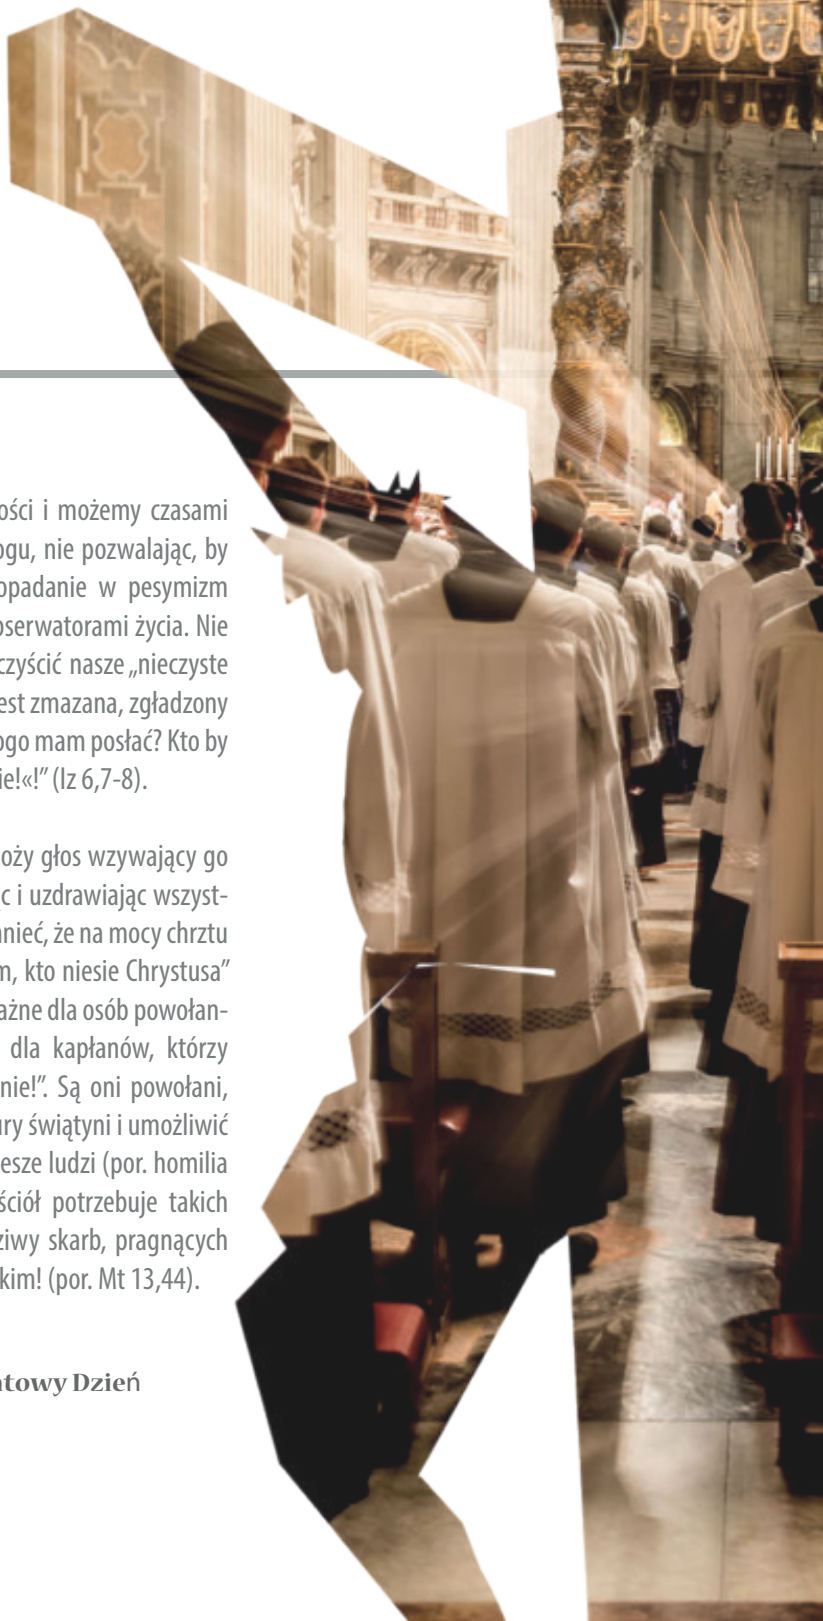 ości i możemy czasami
ogu, nie pozwalając, by
opadanie w pesymizm
oserwatorami życia. Nie
czyścić nasze „nieczyste
est zmazana, zgładzony
ogo mam posłać? Kto by
ie!«!” (Iz 6,7-8).
oży głos wzywający go
c i uzdrawiając wszyst-
nnieć, że na mocy chrztu
m, kto niesie Chrystusa”
ażne dla osób powołan-
dla kapłanów, którzy
nie!”. Są oni powołani,
ury świątyni i umożliwić
esze ludzi (por. homilia
ściół potrzebuje takich
ziwy skarb, pragnących
kim! (por. Mt 13,44).
atowy Dzień